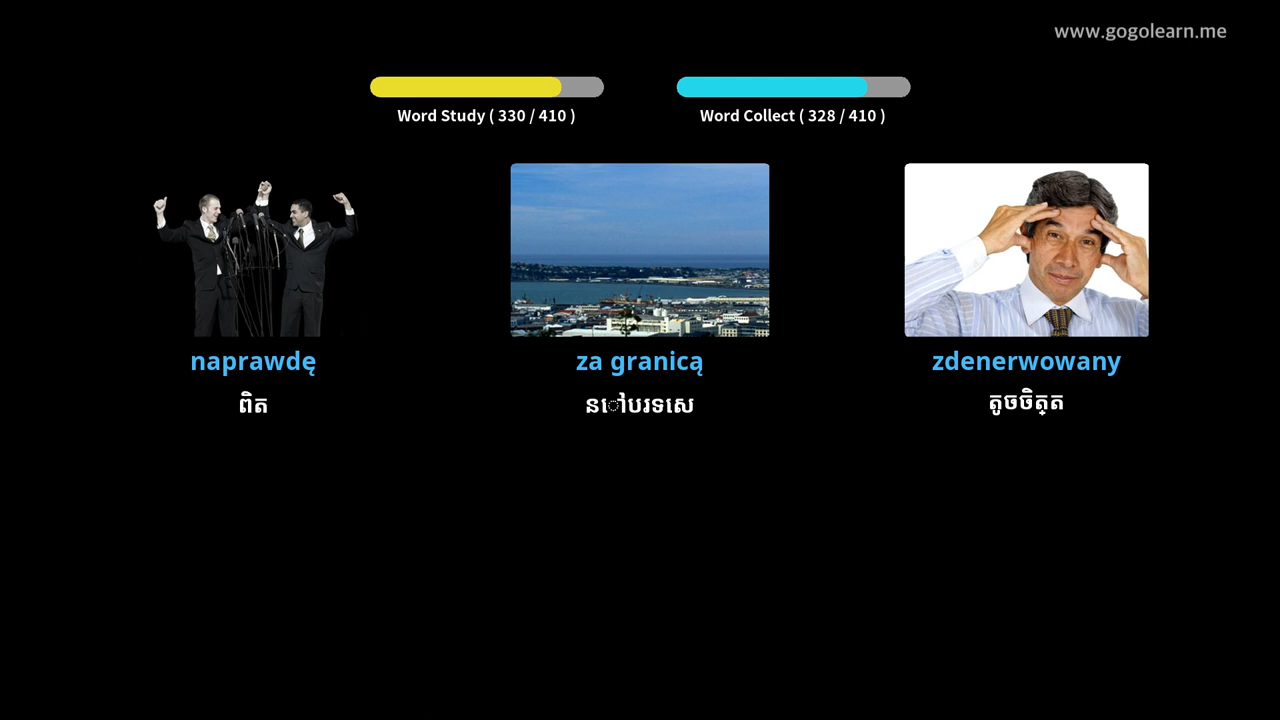 www.gogolearn.me
Word Study ( 330 / 410 )
Word Collect ( 328 / 410 )
naprawdę
za granicą
zdenerwowany
ពិត
នៅបរទសេ
តូចចិត្ត